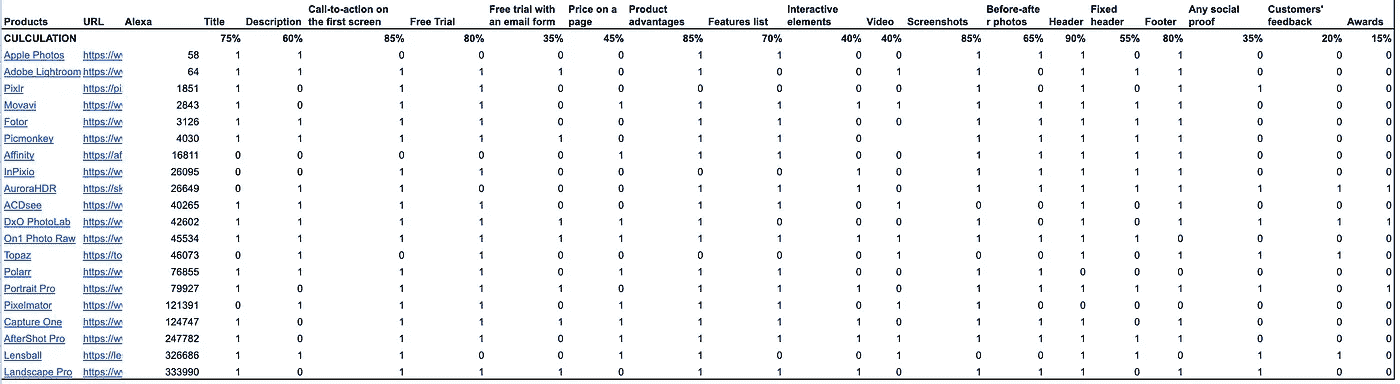 Products URL Alexa Title Description Call-to-action on the first screen Free Trial Free trial with an email form Price on a page Product advantages Features list Interactive elements Video Screenshots Before-after photos Header Fixed header Footer Any social proof Customers' feedback Awards
CULCULATION 75% 60% 85% 80% 35% 45% 85% 70% 40% 40% 85% 65% 90% 55% 80% 35% 20% 15%
Apple Photos https://w 58 1 1 0 0 0 0 1 1 0 0 1 1 1 0 1 0 0 0
Adobe Lightroom https://w 64 1 1 1 1 1 0 1 0 0 1 1 0 1 0 1 0 0 0
Pixlr https://pi 1851 1 0 1 1 0 0 0 0 0 0 1 0 1 1 1 1 0 0
Movavi https://w 2843 1 0 1 1 0 1 1 1 1 1 1 1 1 1 1 0 0 0
Fotor https://w 3126 1 0 1 1 0 0 1 1 0 0 1 1 1 1 1 0 0 0
Picmonkey https://w 4030 1 1 1 1 1 0 1 1 0 1 1 1 1 1 0 0 0
Affinity https://af 16811 0 0 0 0 0 1 1 1 0 0 1 1 1 1 1 0 0 0
InPixio https://w 26095 0 0 1 1 0 0 0 0 1 0 1 1 1 1 1 0 0 0
AuroraHDR https://sk 26649 0 1 1 0 0 0 1 1 1 0 1 1 1 1 1 1 1 1
ACDsee https://w 40265 1 1 1 1 0 0 1 1 0 1 0 0 1 0 1 0 0 0
DxO PhotoLab https://w 42602 1 1 1 1 1 1 1 0 0 0 1 0 1 0 1 1 1 1
On1 Photo Raw https://w 45534 1 1 1 1 1 1 1 1 1 1 1 1 1 1 0 0 0 0
Topaz https://to 46073 0 1 0 1 0 0 0 0 0 1 0 0 1 0 1 1 1 0
Polarr https://w 76855 1 1 1 1 0 1 1 1 0 0 1 1 0 0 0 0 0 0
Portrait Pro https://w 79927 1 0 1 1 1 0 1 1 1 0 1 1 1 1 1 1 0 1
Pixelmator https://w 121391 0 1 1 1 0 1 1 1 0 1 1 0 0 0 0 0 0 0
Capture One https://w 124747 1 0 1 1 1 1 1 1 1 0 1 1 1 0 1 0 0 0
AfterShot Pro https://w 247782 1 0 1 1 0 1 1 1 1 1 1 1 1 0 1 0 0 0
Lensball https://le 326686 1 1 1 0 0 1 1 0 0 1 0 0 1 1 0 1 1 0
Landscape Pro https://w 333990 1 0 1 1 1 0 1 1 1 0 1 1 1 1 1 0 0 0